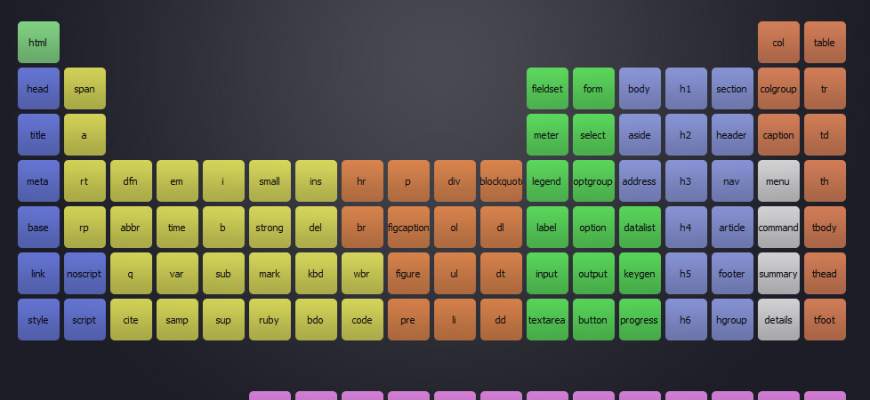 html col table
head span fieldset form body h1 section colgroup tr
title a meter select aside h2 header caption td
meta rt dfn em i small ins hr p div blockquot legend optgroup address h3 nav menu th
base rp abbr time b strong del br figcaption ol dl label option datalist h4 article command tbody
link noscript q var sub mark kbd wbr figure ul dt input output keygen h5 footer summary thead
style script cite samp sup ruby bdo code pre li dd textarea button progress h6 hgroup details tfoot